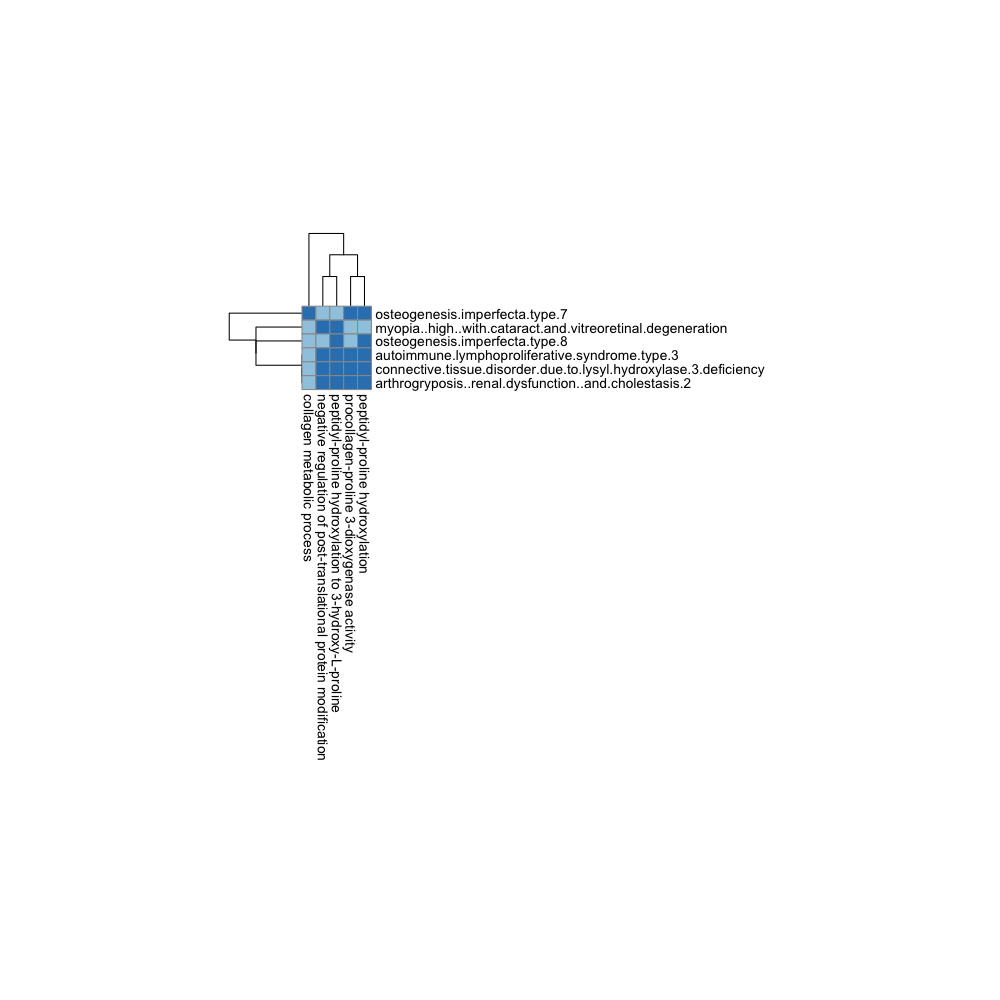 osteogenesis.imperfecta.type.7
myopia..high..with.cataract.and.vitreoretinal.degeneration
osteogenesis.imperfecta.type.8
autoimmune.lymphoproliferative.syndrome.type.3
connective.tissue.disorder.due.to.lysyl.hydroxylase.3.deficiency
arthrogryposis..renal.dysfunction..and.cholestasis.2
collagen metabolic process
negative regulation of post-translational protein modification
peptidyl-proline hydroxylation to 3-hydroxy-L-proline
procollagen-proline 3-dioxygenase activity
peptidyl-proline hydroxylation